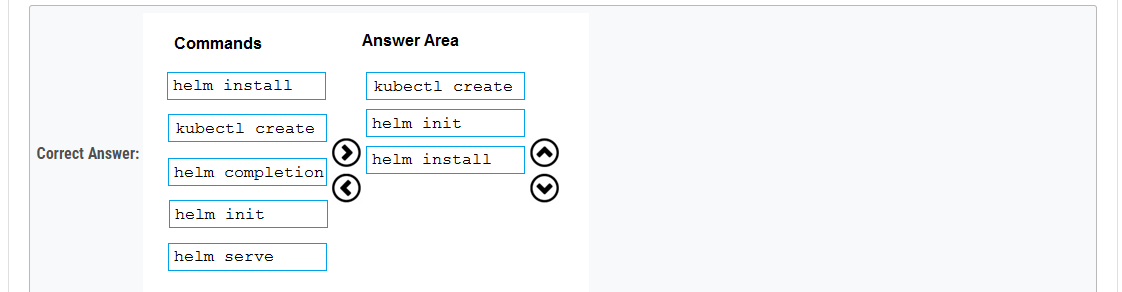 Commands
Answer Area
helm install
kubectl create
helm completion
helm init
helm serve
kubectl create
helm init
helm install
Correct Answer: